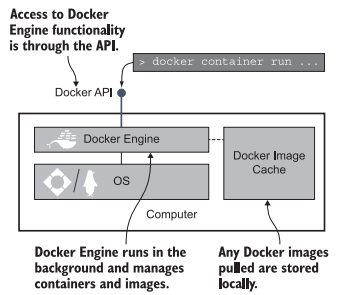 Access to Docker
Engine functionality
is through the API.
> docker container run ...
Docker API
Docker Engine
OS
Docker Image
Cache
Computer
Docker Engine runs in the
background and manages
containers and images.
Any Docker images
pulled are stored
locally.